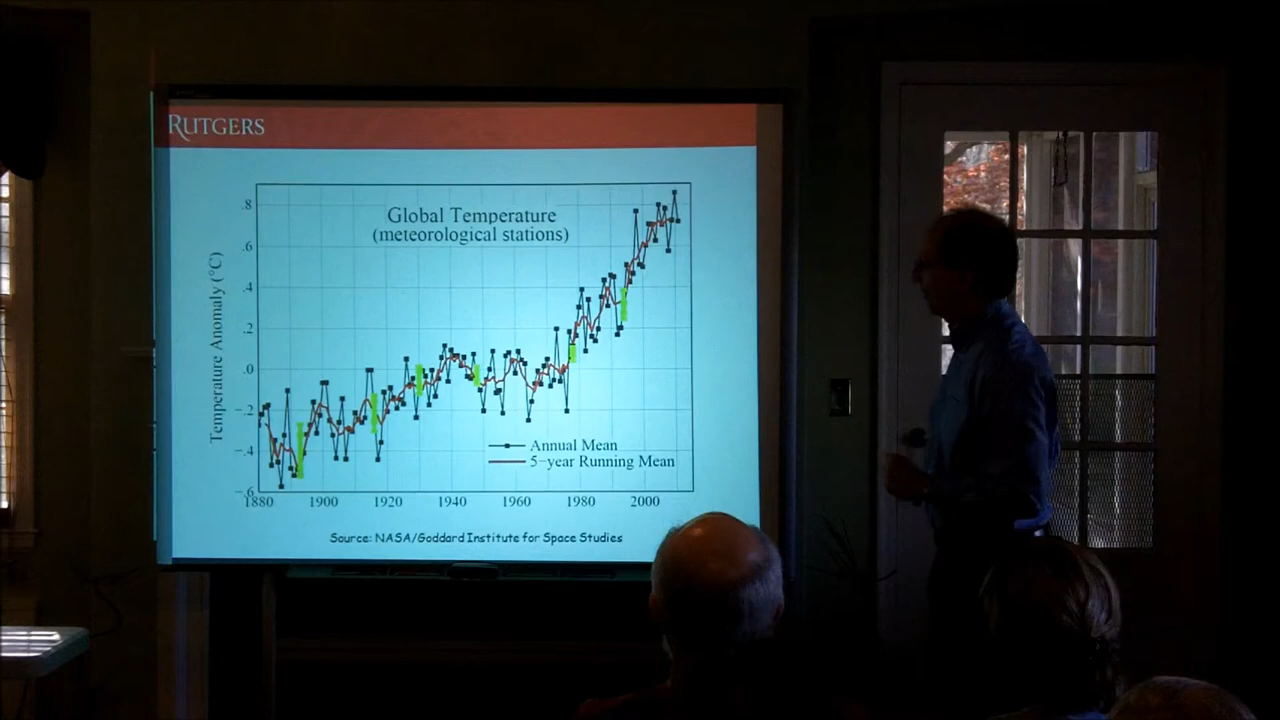 RUTGERS
Global Temperature
(meteorological stations)
Temperature Anomaly (°C)
.8
.6
.4
.2
.0
-.2
-.4
-.6
Annual Mean
5-year Running Mean
1880 1900 1920 1940 1960 1980 2000
Source: NASA/Goddard Institute for Space Studies